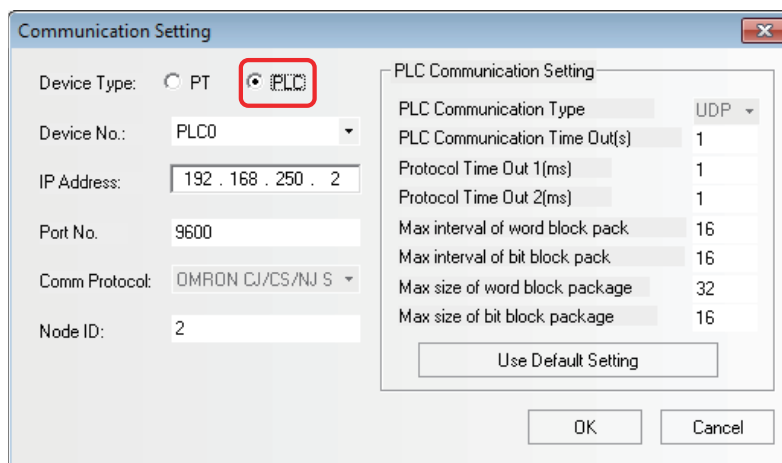 Communication Setting
Device Type: PT PLC
Device No.: PLC0
IP Address: 192 . 168 . 250 . 2
Port No. 9600
Comm Protocol: OMRON CJ/CS/NJ S
Node ID: 2
PLC Communication Setting
PLC Communication Type UDP
PLC Communication Time Out(s) 1
Protocol Time Out 1(ms) 1
Protocol Time Out 2(ms) 1
Max interval of word block pack 16
Max interval of bit block pack 16
Max size of word block package 32
Max size of bit block package 16
Use Default Setting
OK Cancel